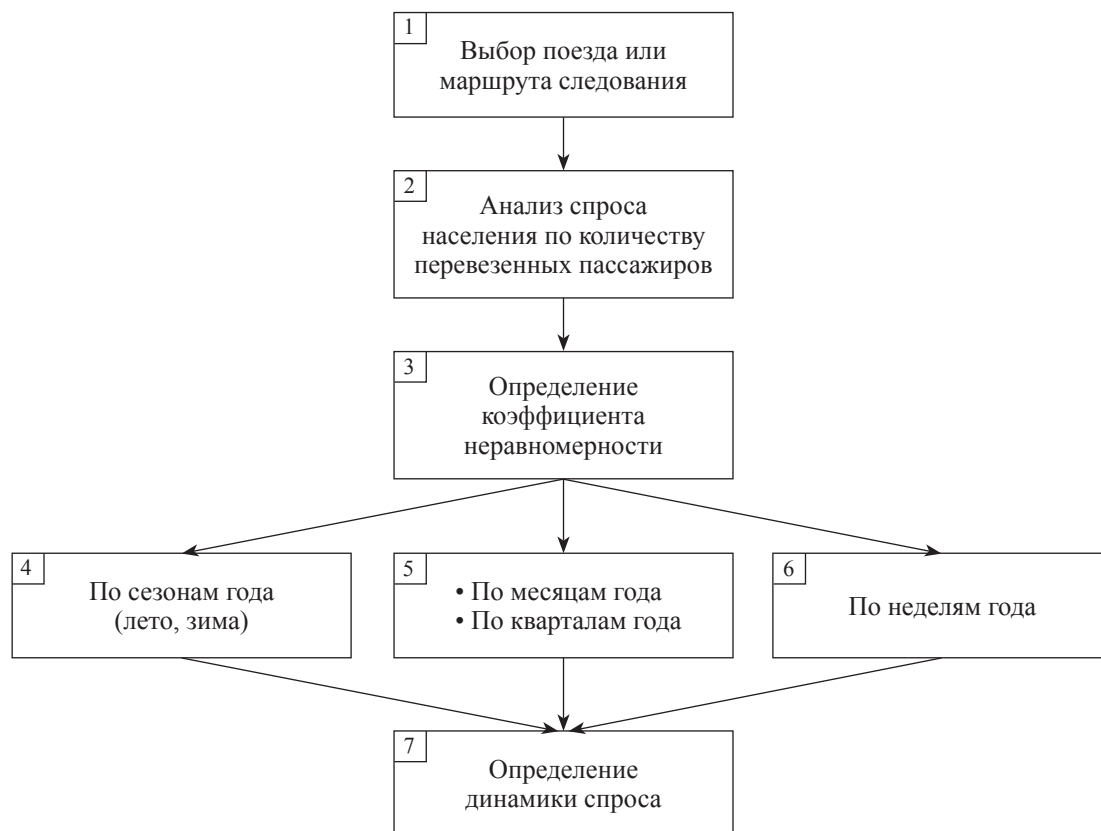 1
Выбор поезда или
маршрута следования
2
Анализ спроса
населения по количеству
перевезенных пассажиров
3
Определение
коэффициента
неравномерности
4
По сезонам года
(лето, зима)
5
• По месяцам года
• По кварталам года
6
По неделям года
7
Определение
динамики спроса